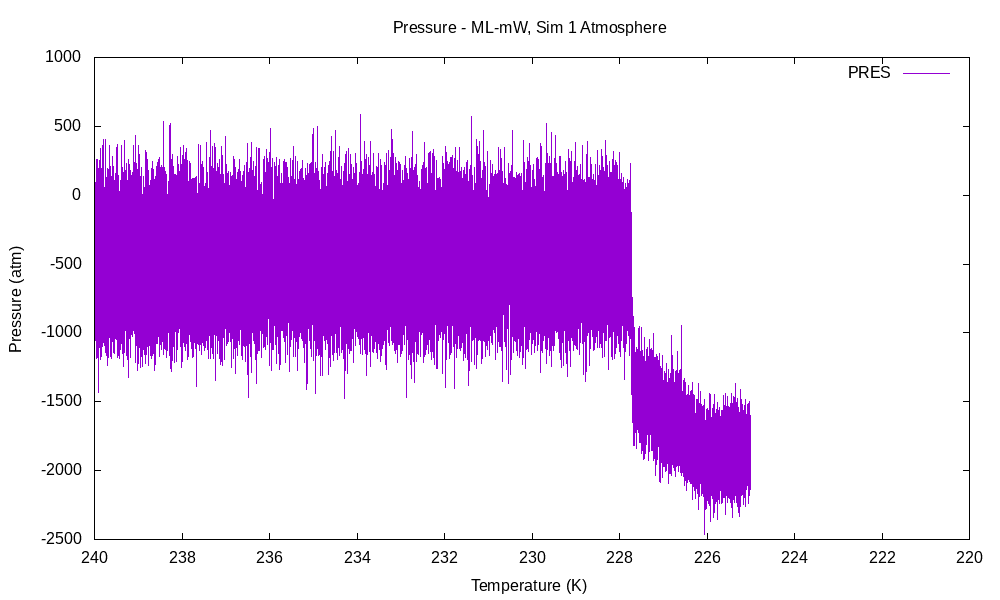 Pressure - ML-mW, Sim 1 Atmosphere
PRES
1000
500
0
-500
-1000
-1500
-2000
-2500
Pressure (atm)
240 238 236 234 232 230 228 226 224 222 220
Temperature (K)